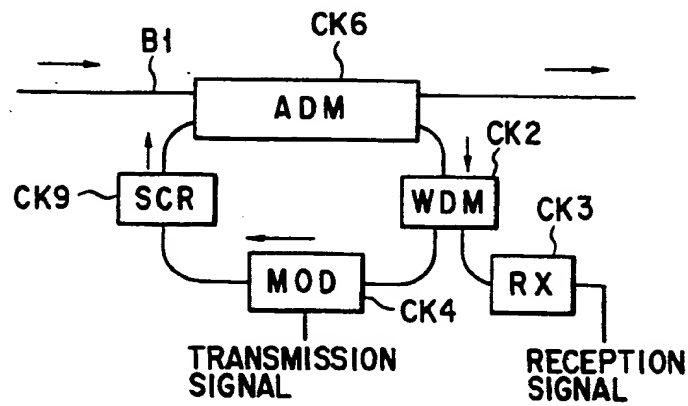 B1
CK6
ADM
CK2
CK9
SCR
WDM
CK3
MOD
RX
CK4
TRANSMISSION
SIGNAL
RECEPTION
SIGNAL